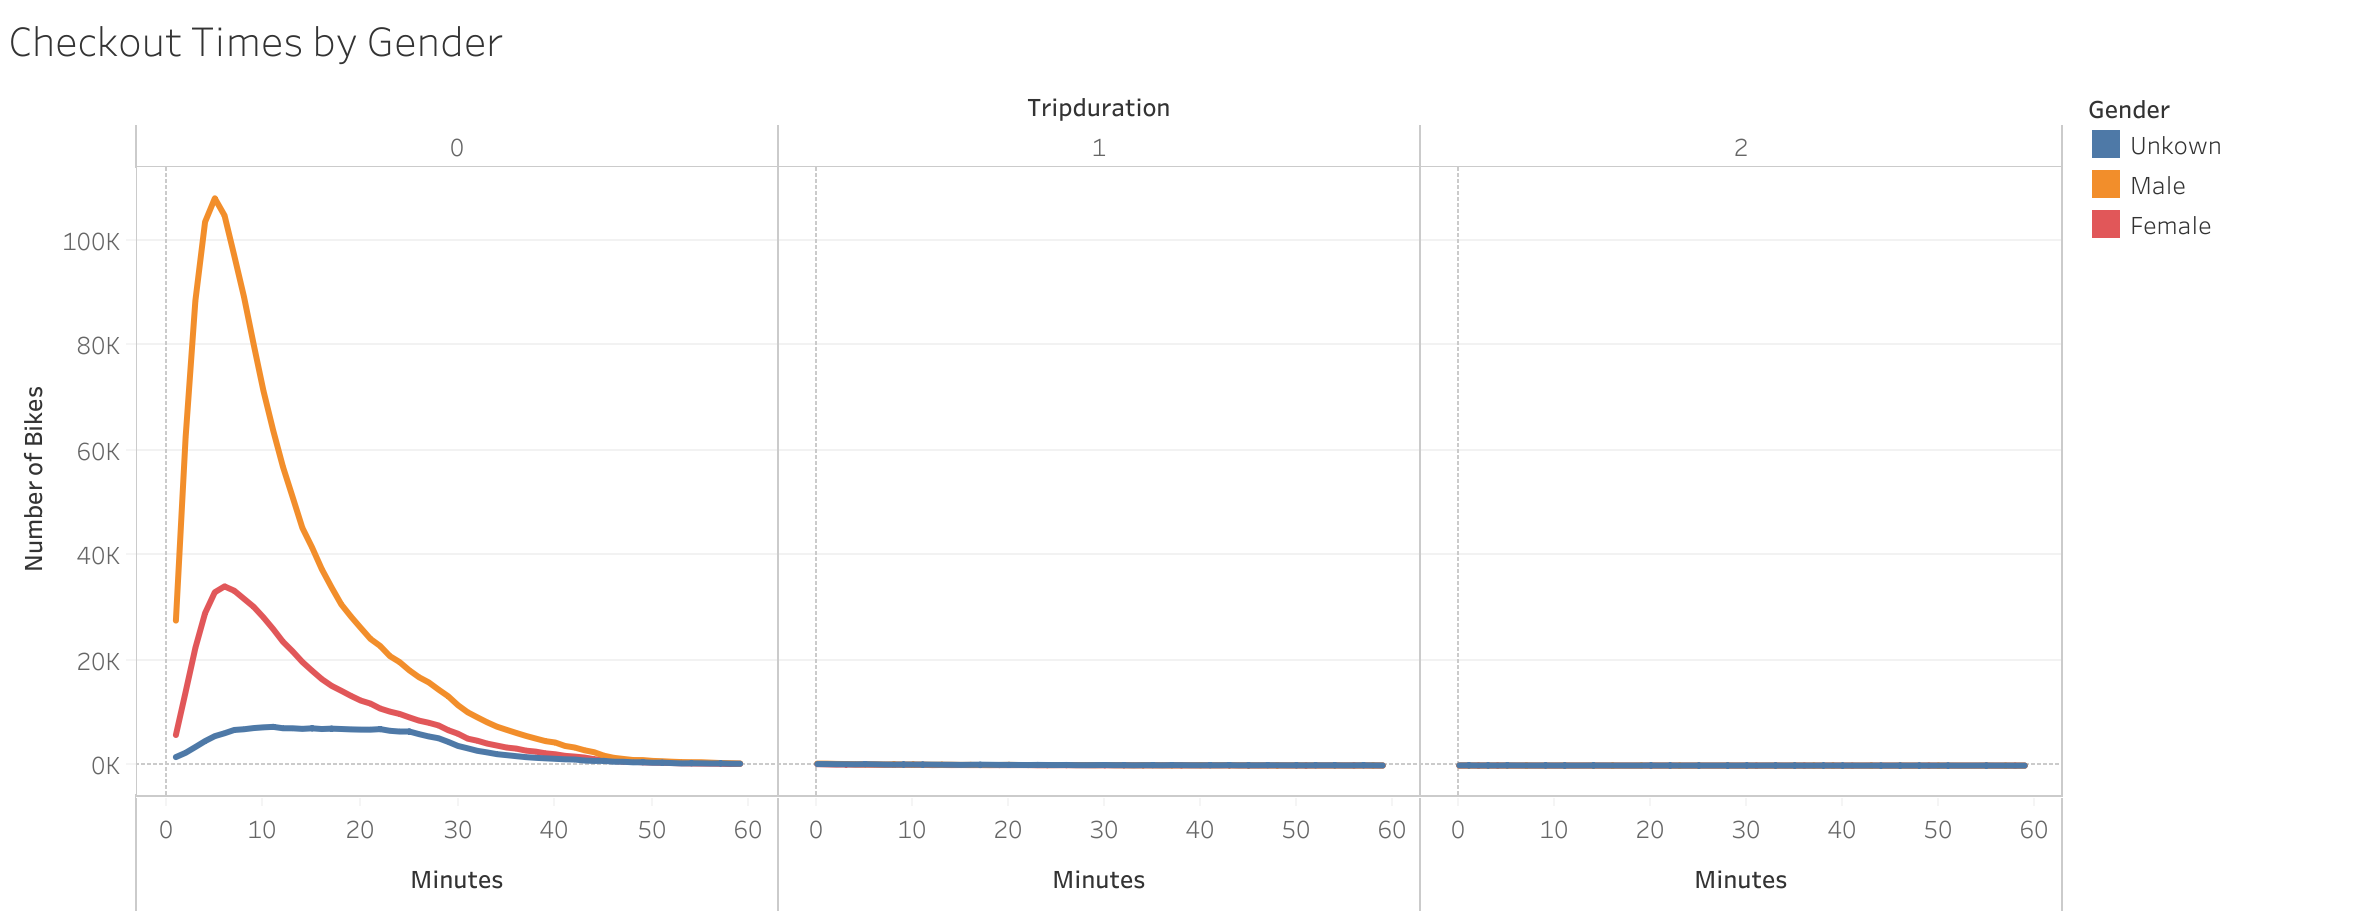 Checkout Times by Gender
Tripduration
0 1 2
Gender
Unkown
Male
Female
Number of Bikes
100K
80K
60K
40K
20K
0K
0 10 20 30 40 50 60 0 10 20 30 40 50 60 0 10 20 30 40 50 60
Minutes Minutes Minutes